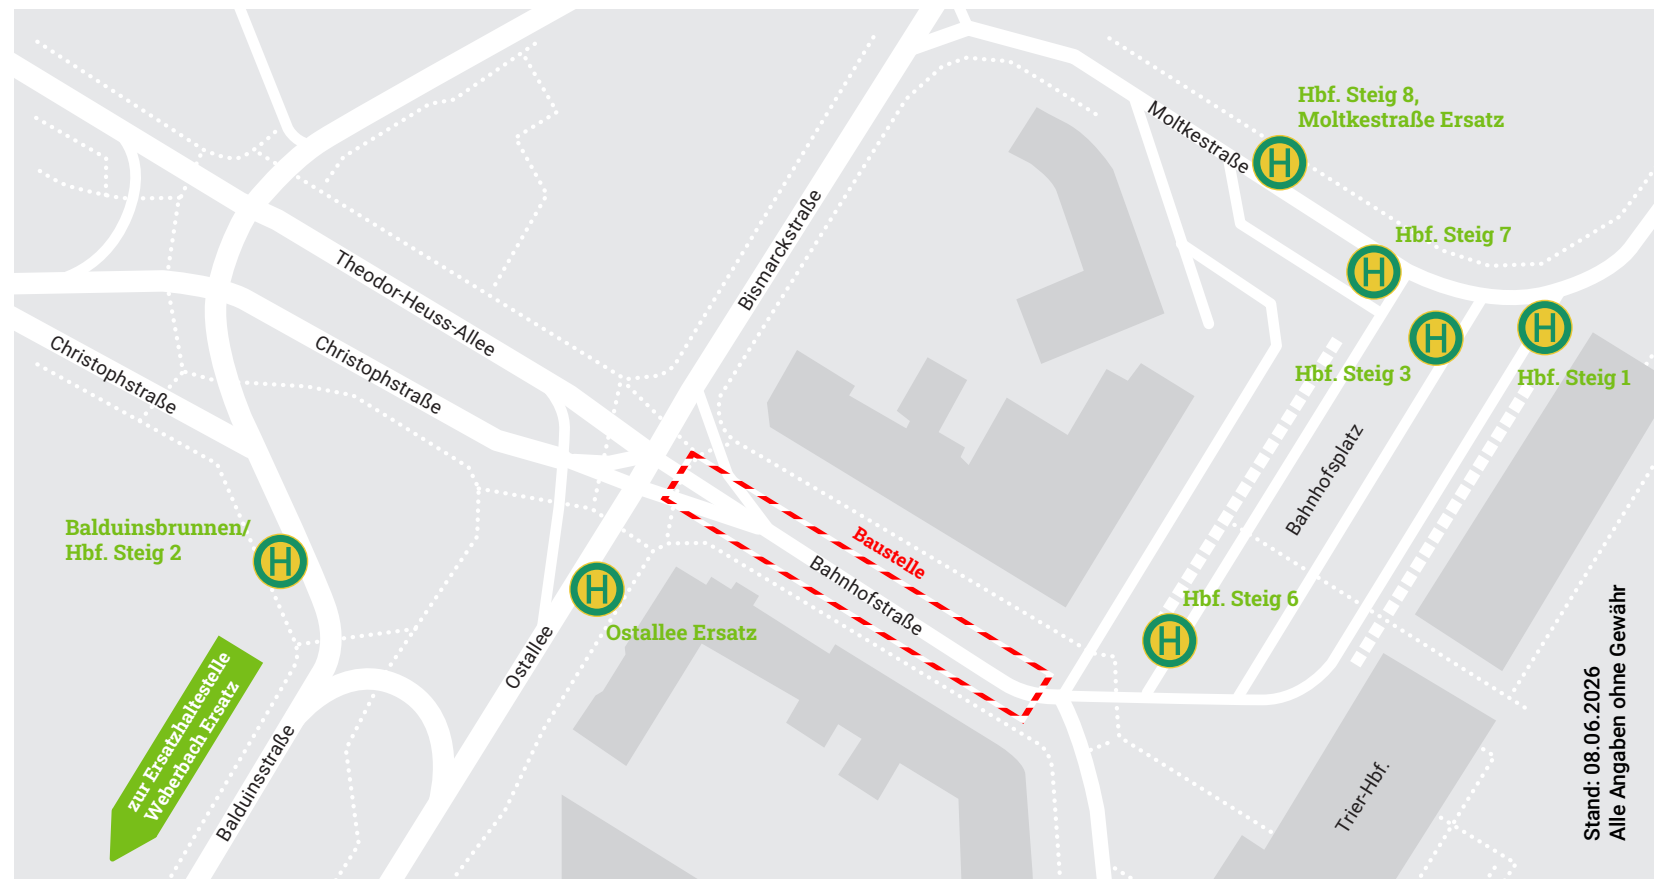 Hbf. Steig 8,
Moltkestraße Ersatz
H
Moltkestraße
Hbf. Steig 7
H
Bismarckstraße
Theodor-Heuss-Allee
Christophstraße
Christophstraße
H
Hbf. Steig 3
H
Hbf. Steig 1
Bahnhofsplatz
Balduinsbrunnen/
Hbf. Steig 2
H
Baustelle
Bahnhofstraße
H
Ostallee Ersatz
Ostallee
Hbf. Steig 6
H
zur Ersatzhaltestelle
Weberbach Ersatz
Balduinsstraße
Trier-Hbf.
Stand: 08.06.2026
Alle Angaben ohne Gewähr